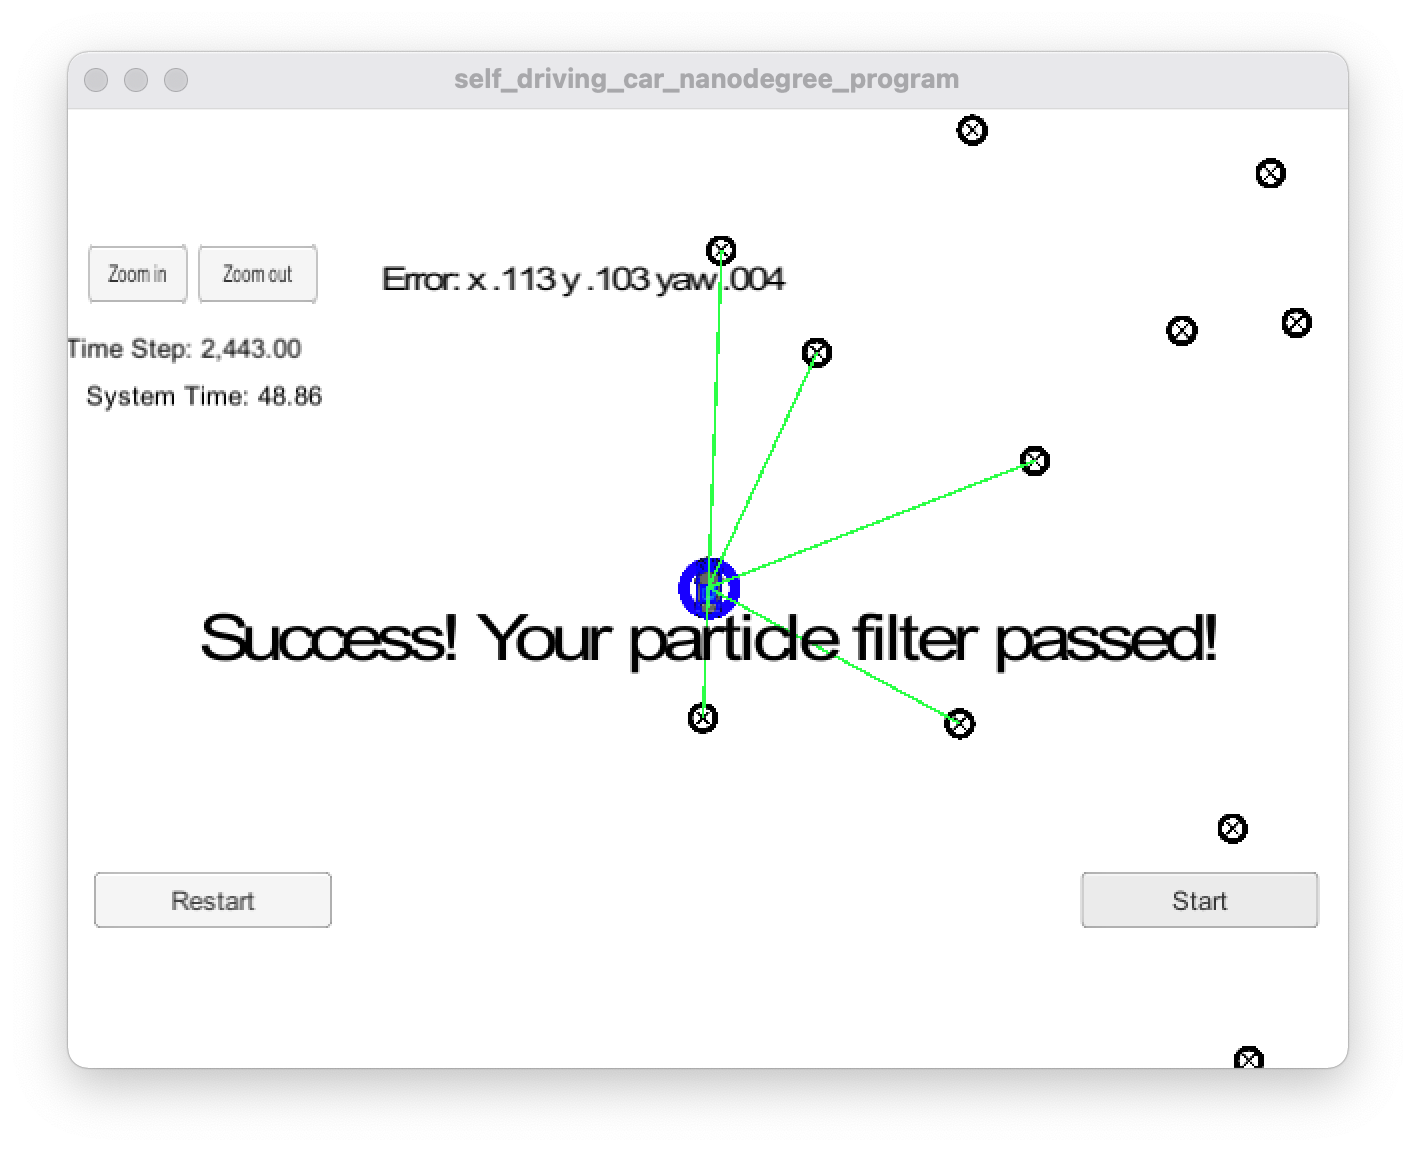 self_driving_car_nanodegree_program
Zoom in
Zoom out
Error: x .113 y .103 yaw .004
Time Step: 2,443.00
System Time: 48.86
Success! Your particle filter passed!
Restart
Start